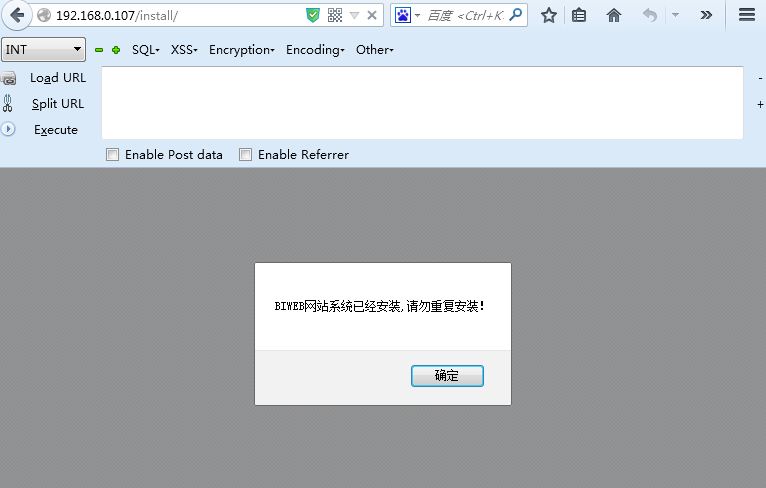 192.168.0.107/install/
百度 <Ctrl+K
INT
SQL
XSS
Encryption
Encoding
Other
Load URL
Split URL
Execute
Enable Post data
Enable Referrer
BIWEB网站系统已经安装,请勿重复安装!
确定